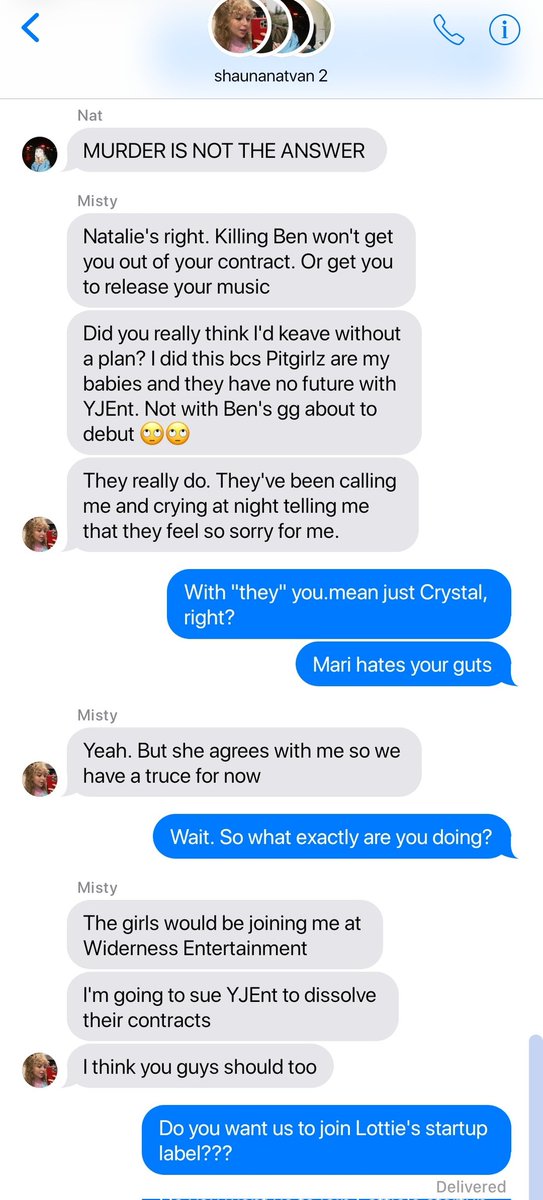 shaunanatvan 2
Nat
MURDER IS NOT THE ANSWER
Misty
Natalie's right. Killing Ben won't get
you out of your contract. Or get you
to release your music
Did you really think I'd keave without
a plan? I did this bcs Pitgirlz are my
babies and they have no future with
YJEnt. Not with Ben's gg about to
debut 🙄🙄
They really do. They've been calling
me and crying at night telling me
that they feel so sorry for me.
With "they" you.mean just Crystal,
right?
Mari hates your guts
Misty
Yeah. But she agrees with me so we
have a truce for now
Wait. So what exactly are you doing?
Misty
The girls would be joining me at
Widerness Entertainment
I'm going to sue YJEnt to dissolve
their contracts
I think you guys should too
Do you want us to join Lottie's startup
label???
Delivered